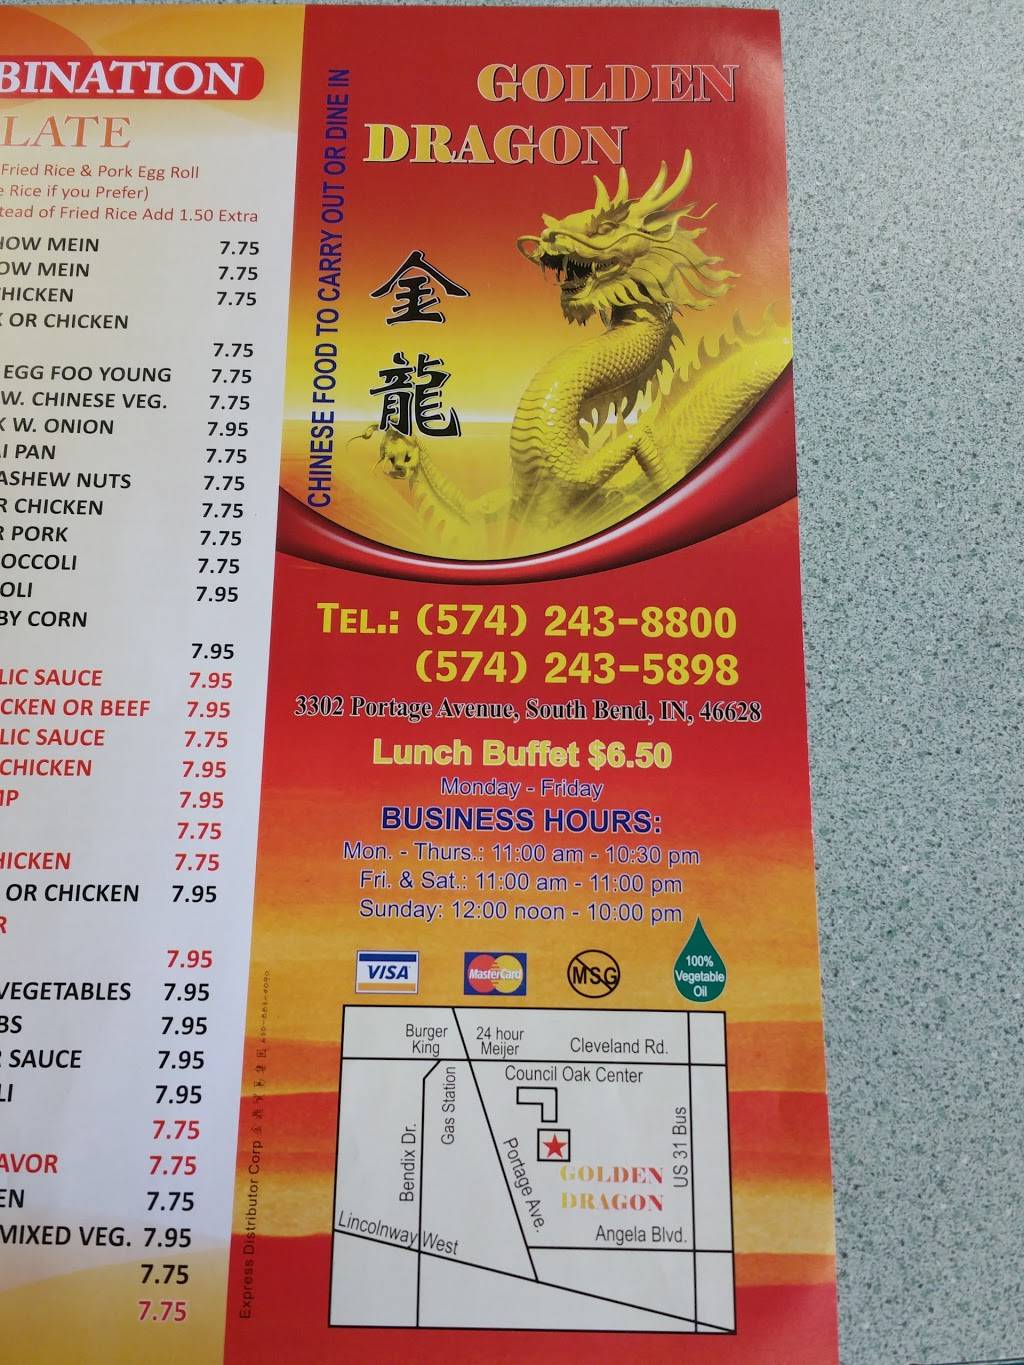 BINATION
LATE
Fried Rice & Pork Egg Roll
e Rice if you Prefer)
tead of Fried Rice Add 1.50 Extra
HOW MEIN 7.75
OW MEIN 7.75
HICKEN 7.75
OR CHICKEN
7.75
EGG FOO YOUNG 7.75
W. CHINESE VEG. 7.75
K W. ONION 7.95
I PAN 7.75
ASHEW NUTS 7.75
R CHICKEN 7.75
R PORK 7.75
OCCOLI 7.75
OLI 7.95
BY CORN
7.95
LIC SAUCE 7.95
CKEN OR BEEF 7.95
LIC SAUCE 7.75
CHICKEN 7.95
MP 7.95
7.75
HICKEN 7.75
OR CHICKEN 7.95
R
7.95
VEGETABLES 7.95
BS 7.95
R SAUCE 7.95
LI 7.95
7.75
AVOR 7.75
EN 7.75
MIXED VEG. 7.95
7.75
7.75
GOLDEN
DRAGON
CHINESE FOOD TO CARRY OUT OR DINE IN
金
龍
TEL.: (574) 243-8800
(574) 243-5898
3302 Portage Avenue, South Bend, IN, 46628
Lunch Buffet $6.50
Monday - Friday
BUSINESS HOURS:
Mon. - Thurs.: 11:00 am - 10:30 pm
Fri. & Sat.: 11:00 am - 11:00 pm
Sunday: 12:00 noon - 10:00 pm
VISA
MasterCard
MSG
100%
Vegetable
Oil
Burger
King
24 hour
Meijer
Cleveland Rd.
Council Oak Center
Gas Station
Bendix Dr.
Portage Ave.
US 31 Bus
GOLDEN
DRAGON
Angela Blvd.
Lincolnway West
Express Distributor Corp